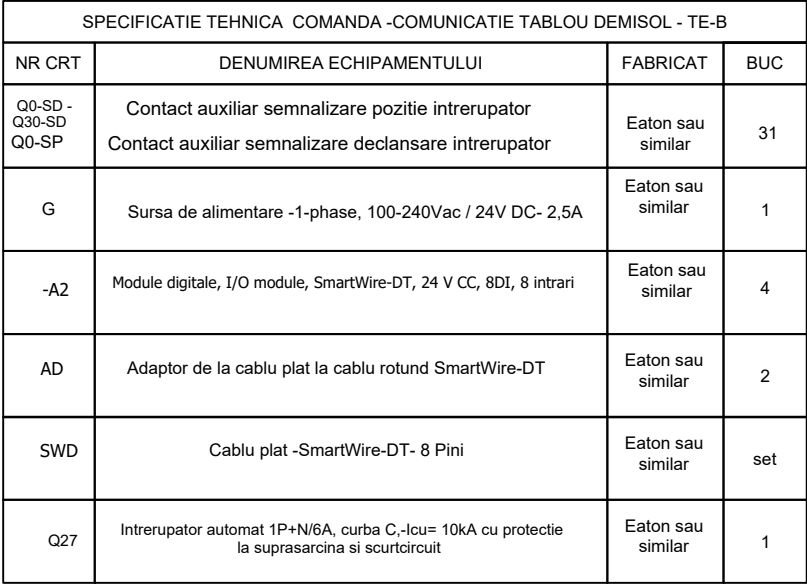 SPECIFICATIE TEHNICA COMANDA -COMUNICATIE TABLOU DEMISOL - TE-B
NR CRT DENUMIREA ECHIPAMENTULUI FABRICAT BUC
Q0-SD -
Q30-SD
Q0-SP
Contact auxiliar semnalizare pozitie intrerupator
Contact auxiliar semnalizare declansare intrerupator
Eaton sau
similar
31
G
Sursa de alimentare -1-phase, 100-240Vac / 24V DC- 2,5A
Eaton sau
similar
1
-A2
Module digitale, I/O module, SmartWire-DT, 24 V CC, 8DI, 8 intrari
Eaton sau
similar
4
AD
Adaptor de la cablu plat la cablu rotund SmartWire-DT
Eaton sau
similar
2
SWD
Cablu plat -SmartWire-DT- 8 Pini
Eaton sau
similar
set
Q27
Intrerupator automat 1P+N/6A, curba C,-Icu= 10kA cu protectie
la suprasarcina si scurtcircuit
Eaton sau
similar
1